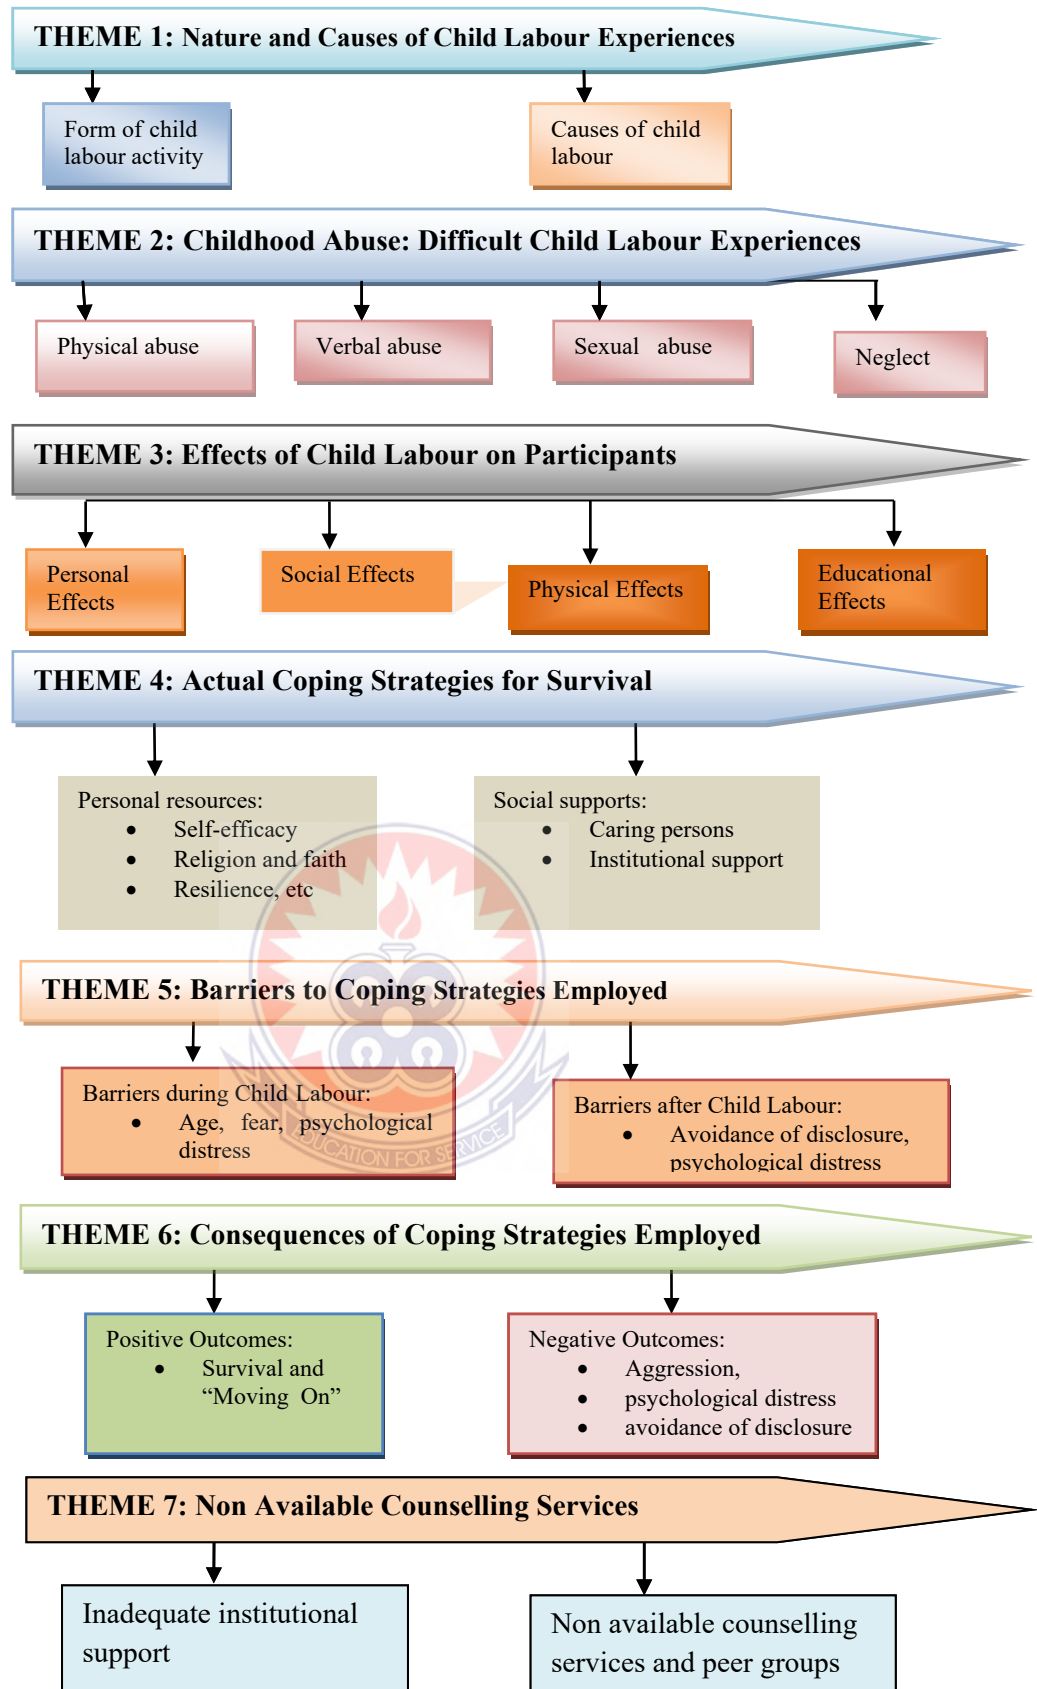 THEME 1: Nature and Causes of Child Labour Experiences
Form of child
labour activity
Causes of child
labour
THEME 2: Childhood Abuse: Difficult Child Labour Experiences
Physical abuse
Verbal abuse
Sexual abuse
Neglect
THEME 3: Effects of Child Labour on Participants
Personal
Effects
Social Effects
Physical Effects
Educational
Effects
THEME 4: Actual Coping Strategies for Survival
Personal resources:
• Self-efficacy
• Religion and faith
• Resilience, etc
Social supports:
• Caring persons
• Institutional support
THEME 5: Barriers to Coping Strategies Employed
Barriers during Child Labour:
• Age, fear, psychological
distress
Barriers after Child Labour:
• Avoidance of disclosure,
psychological distress
EDUCATION FOR SERVICE
THEME 6: Consequences of Coping Strategies Employed
Positive Outcomes:
• Survival and
“Moving On”
Negative Outcomes:
• Aggression,
• psychological distress
• avoidance of disclosure
THEME 7: Non Available Counselling Services
Inadequate institutional
support
Non available counselling
services and peer groups